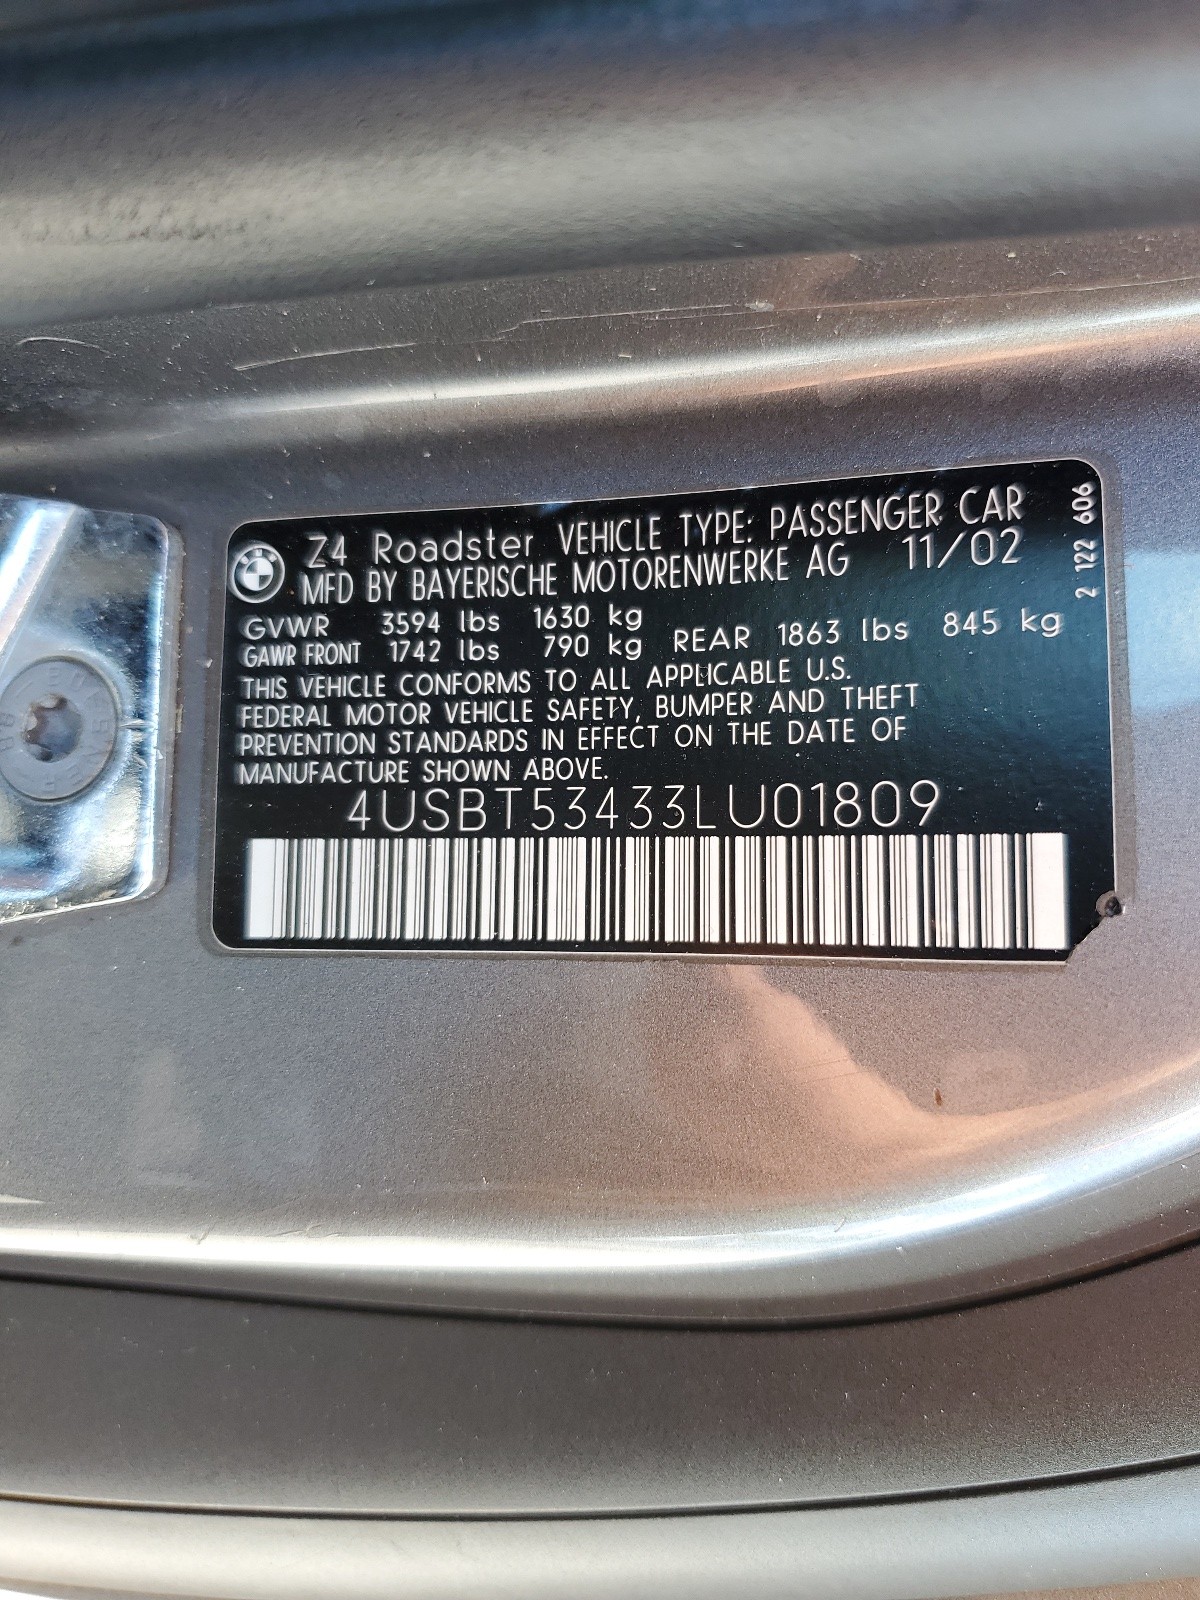 Z4 Roadster VEHICLE TYPE: PASSENGER CAR
MFD BY BAYERISCHE MOTORENWERKE AG 11/02
GVWR 3594 lbs 1630 kg
GAWR FRONT 1742 lbs 790 kg REAR 1863 lbs 845 kg
THIS VEHICLE CONFORMS TO ALL APPLICABLE U.S.
FEDERAL MOTOR VEHICLE SAFETY, BUMPER AND THEFT
PREVENTION STANDARDS IN EFFECT ON THE DATE OF
MANUFACTURE SHOWN ABOVE.
4USBT53433LU01809
2 122 606